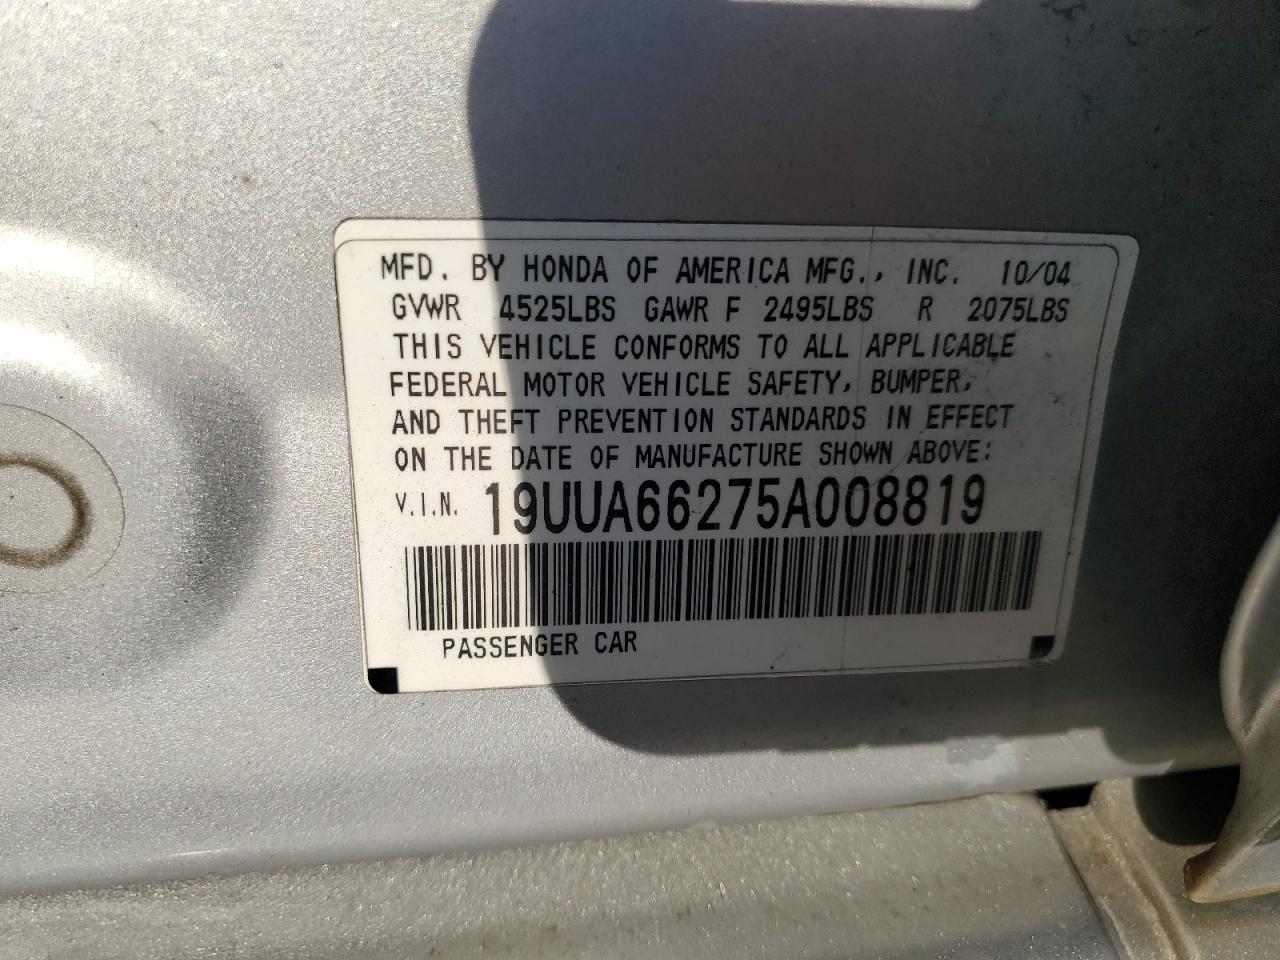 MFD. BY HONDA OF AMERICA MFG., INC. 10/04
GVWR 4525LBS GAWR F 2495LBS R 2075LBS
THIS VEHICLE CONFORMS TO ALL APPLICABLE
FEDERAL MOTOR VEHICLE SAFETY, BUMPER,
AND THEFT PREVENTION STANDARDS IN EFFECT
ON THE DATE OF MANUFACTURE SHOWN ABOVE:
V.I.N. 19UUA66275A008819
PASSENGER CAR